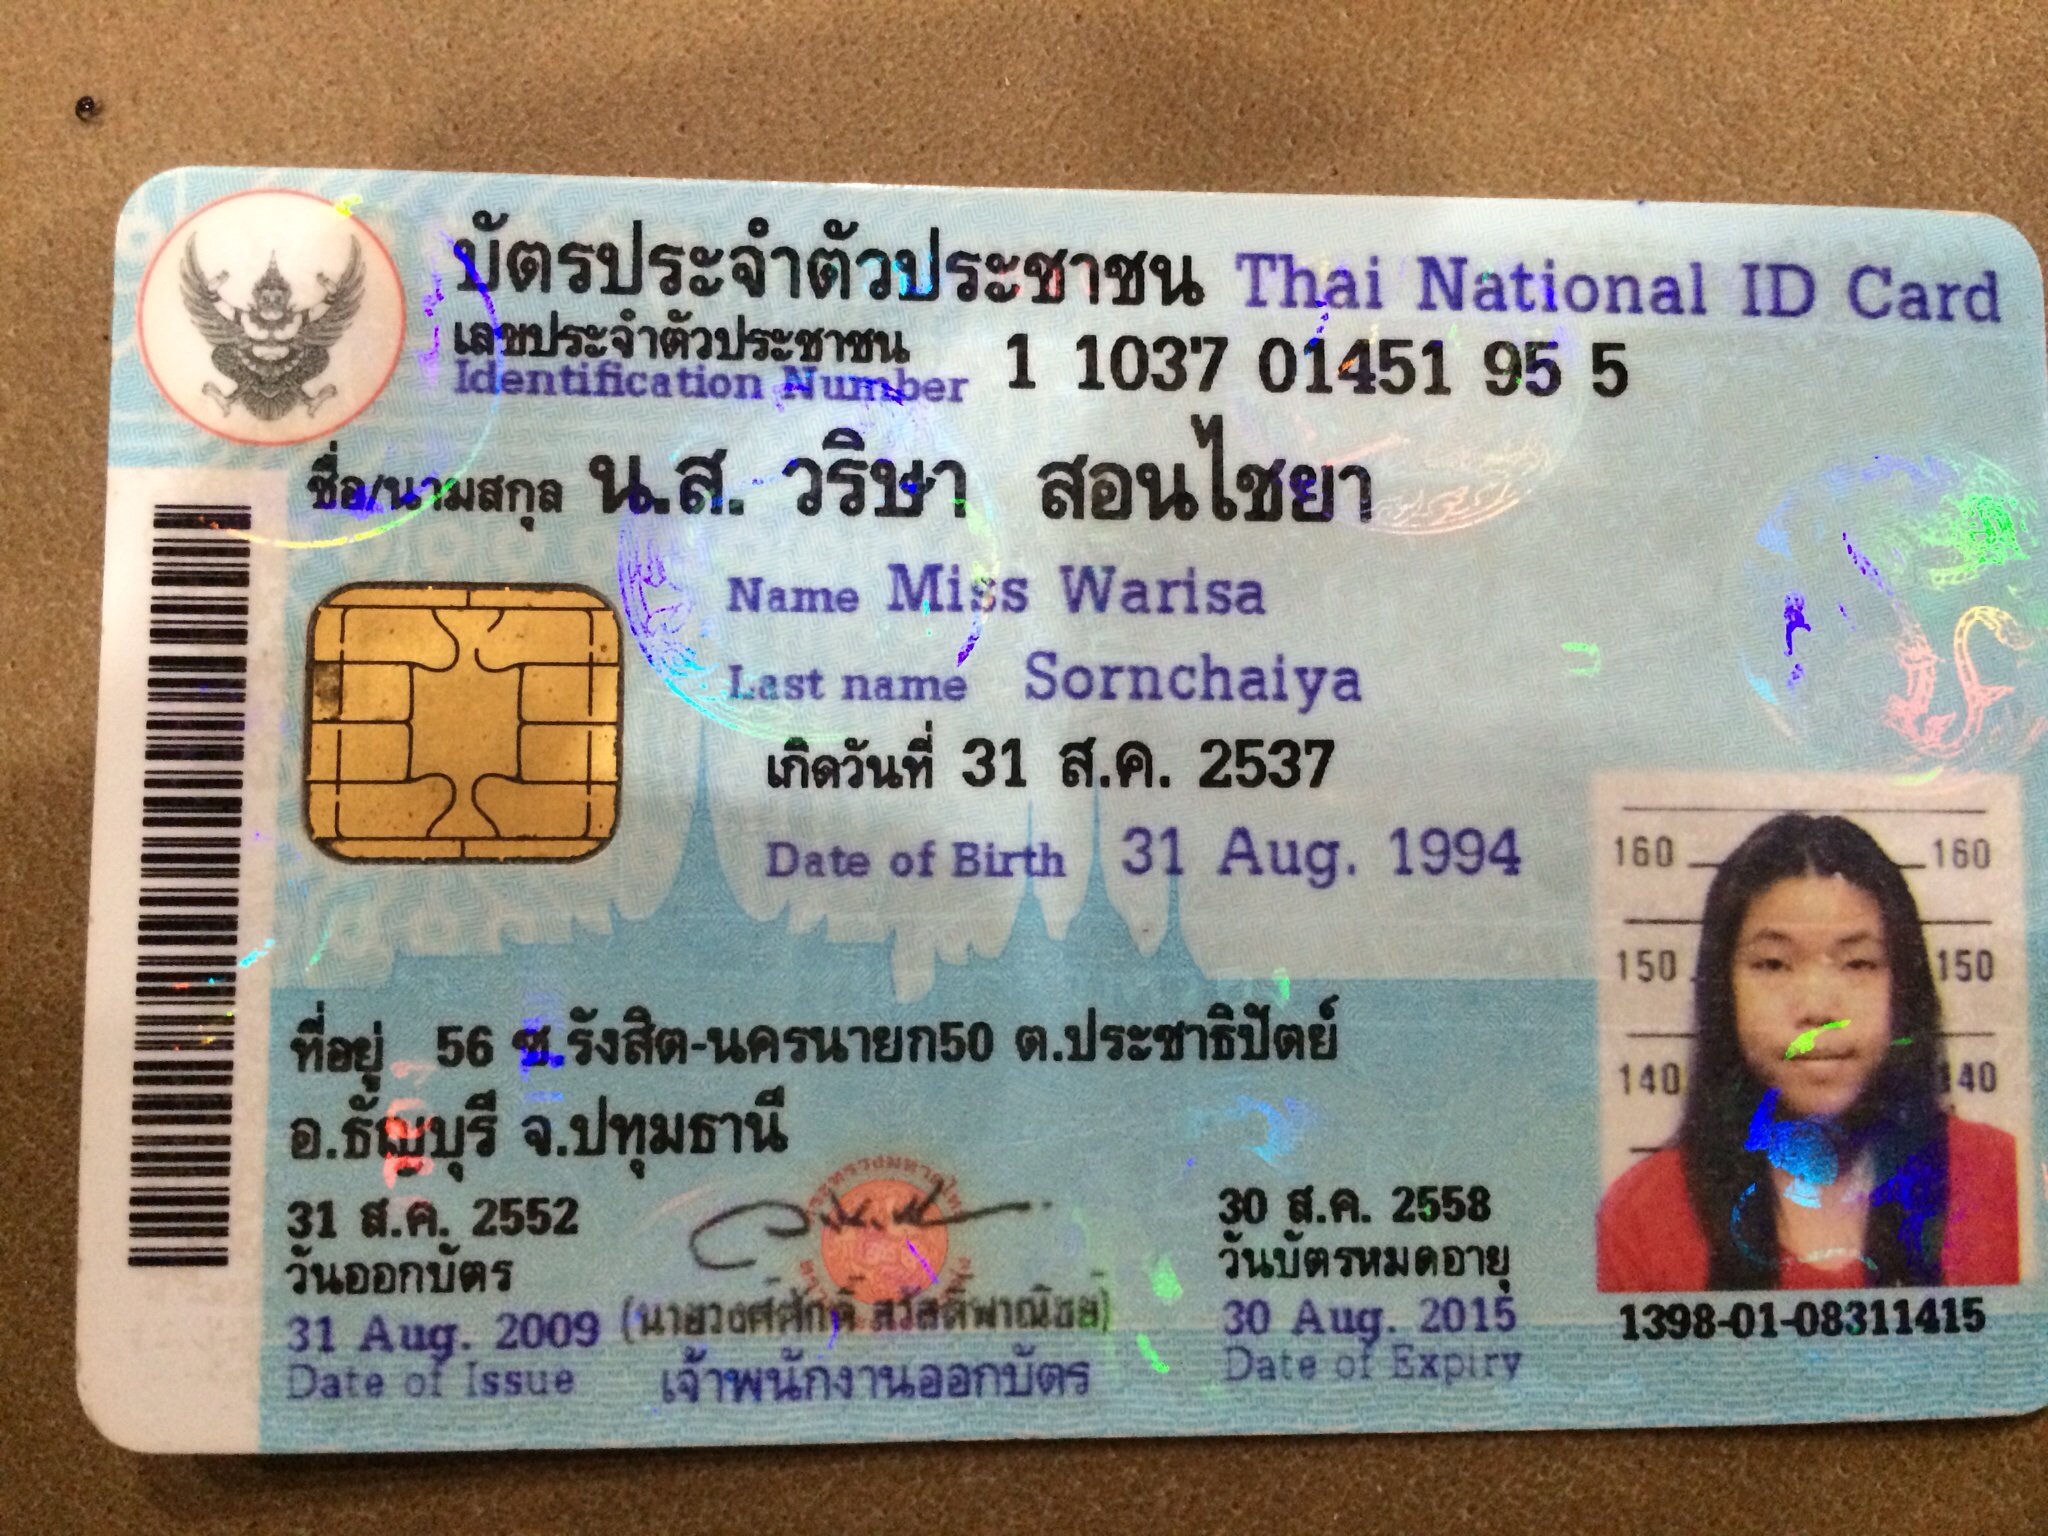 บัตรประจำตัวประชาชน Thai National ID Card
เลขประจำตัวประชาชน
Identification Number 1 1037 01451 95 5
ชื่อ/นามสกุล น.ส. วริษา สอนไชยา
Name Miss Warisa
Last name Sornchaiya
เกิดวันที่ 31 ส.ค. 2537
Date of Birth 31 Aug. 1994
160 160
150 150
140 140
ที่อยู่ 56 ซ.รังสิต-นครนายก50 ต.ประชาธิปัตย์
อ.ธัญบุรี จ.ปทุมธานี
31 ส.ค. 2552
วันออกบัตร
31 Aug. 2009
Date of Issue
(นายวงศ์ศักดิ์ สวัสดิ์พาณิชย์)
เจ้าพนักงานออกบัตร
30 ส.ค. 2558
วันบัตรหมดอายุ
30 Aug. 2015
Date of Expiry
1398-01-08311415